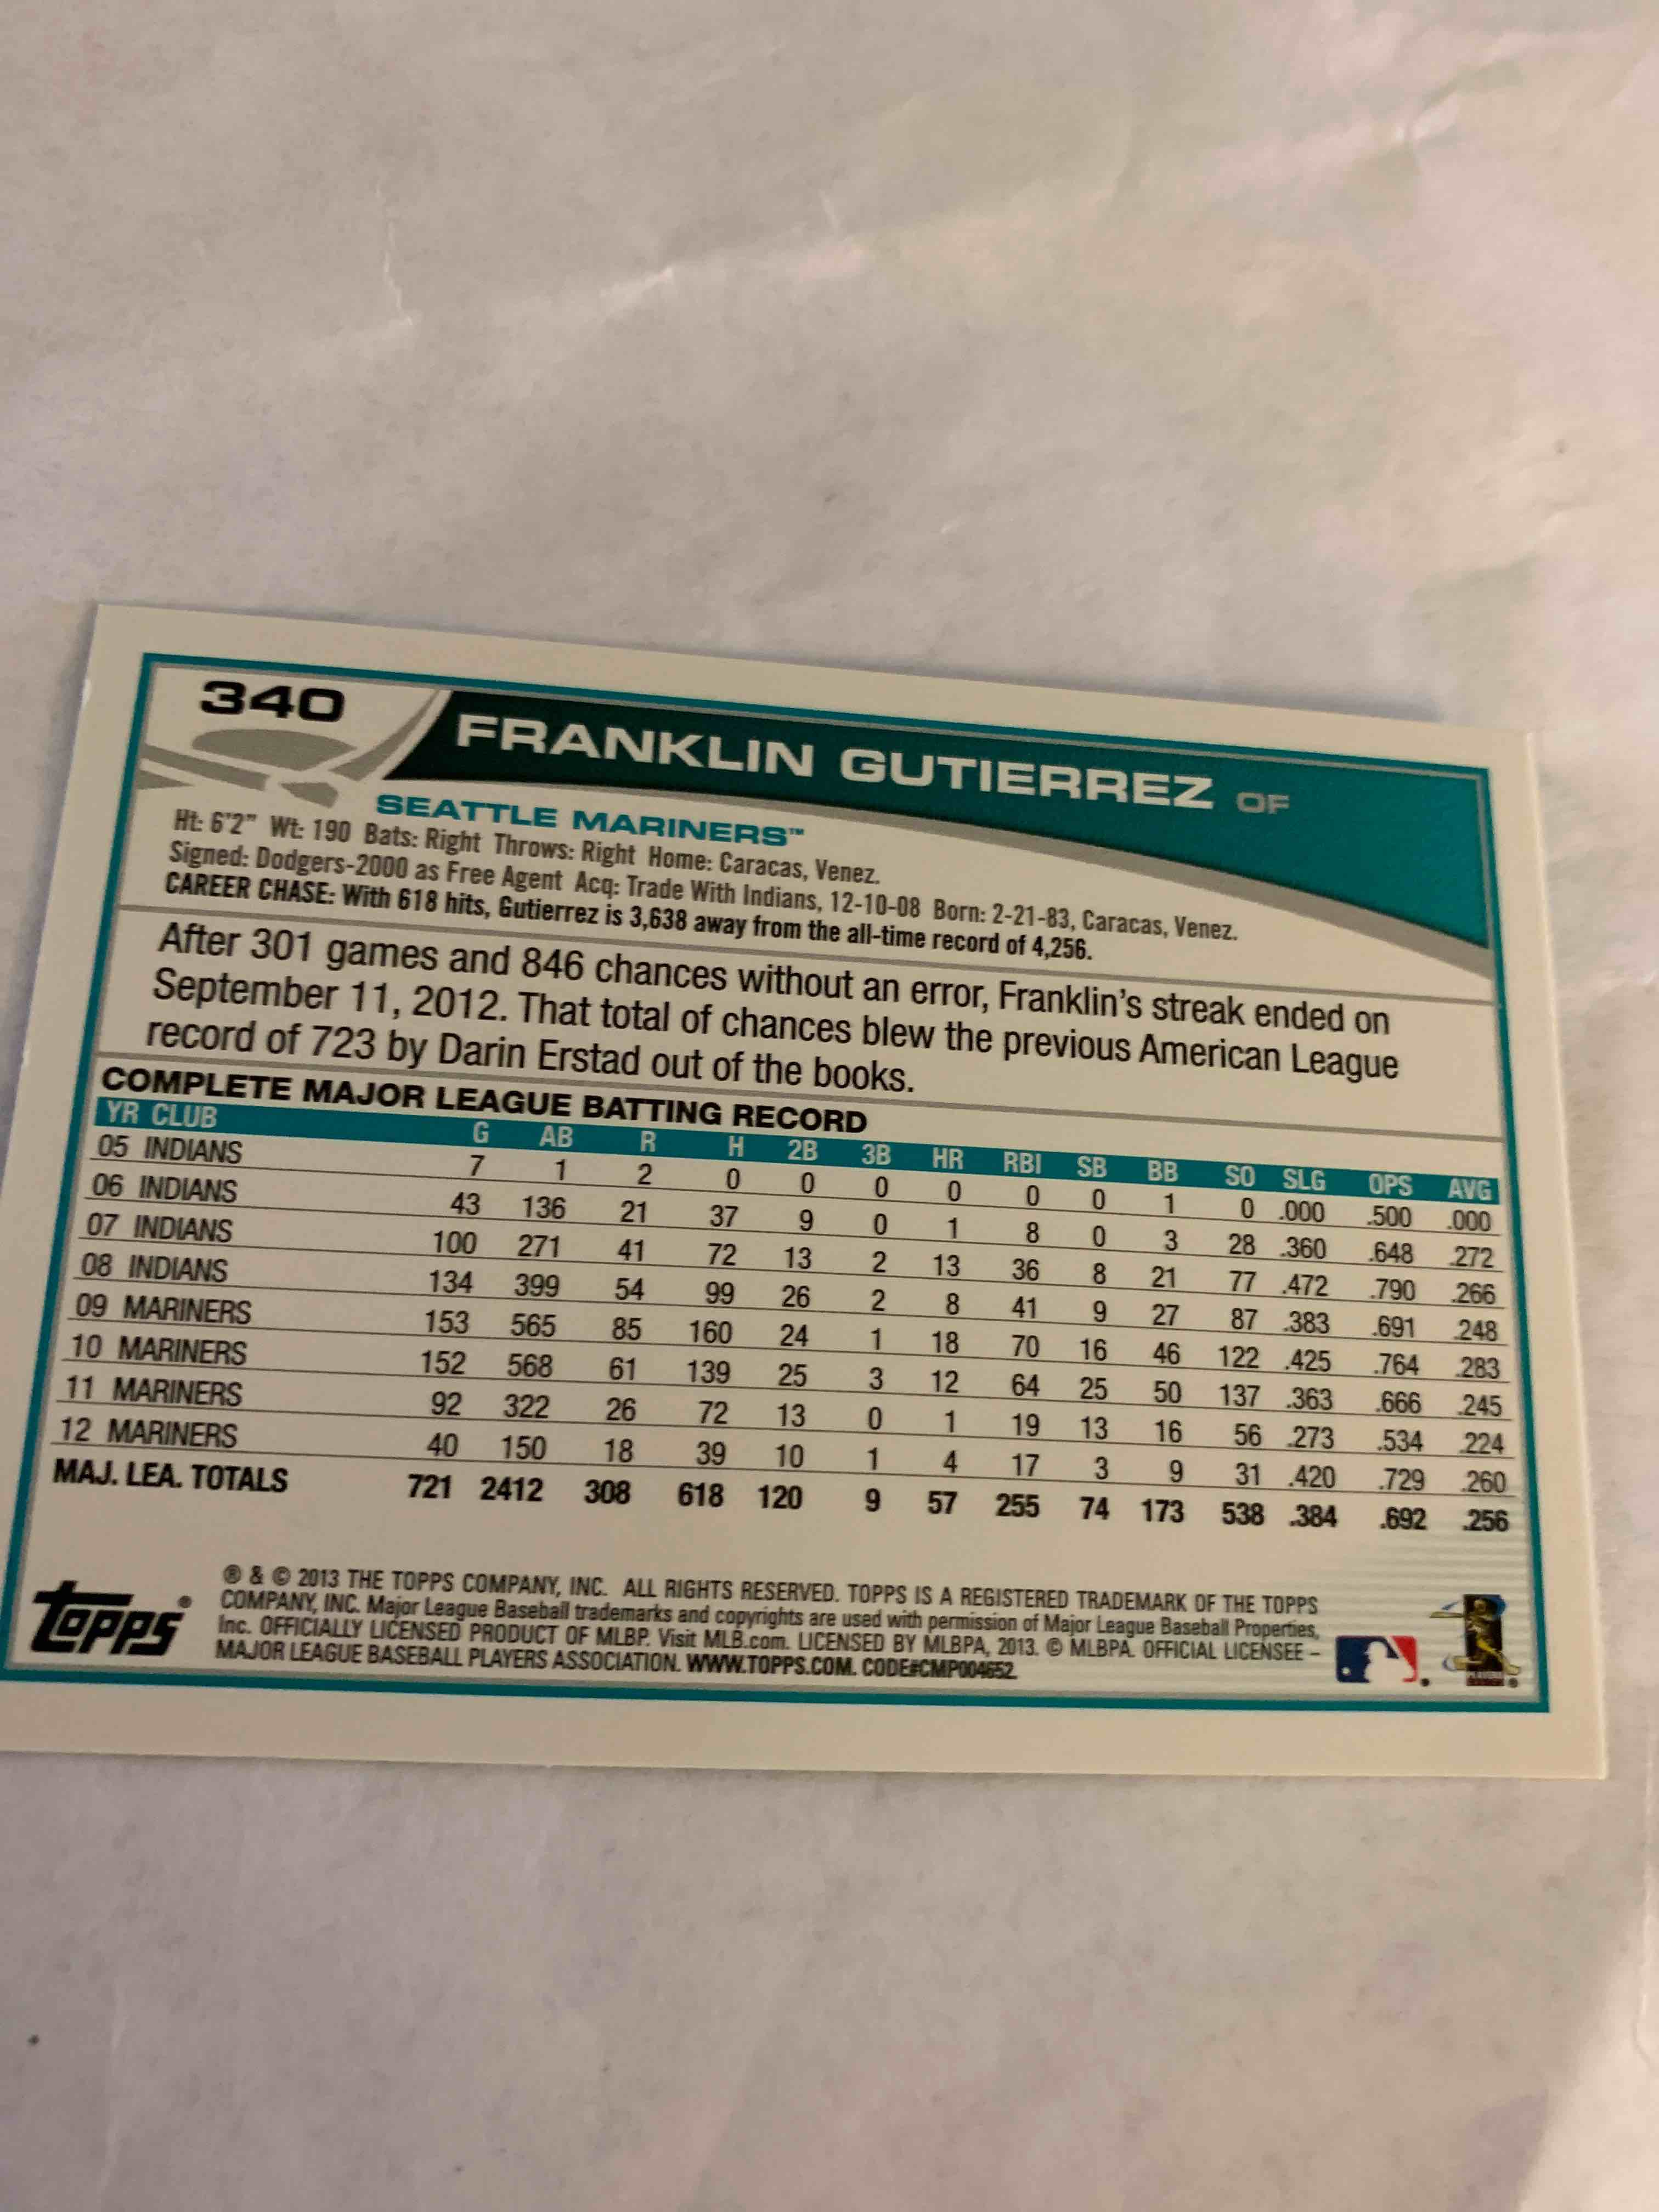 340
FRANKLIN GUTIERREZ OF
SEATTLE MARINERS™
Ht: 6'2" Wt: 190 Bats: Right Throws: Right Home: Caracas, Venez.
Signed: Dodgers-2000 as Free Agent Acq: Trade With Indians, 12-10-08 Born: 2-21-83, Caracas, Venez.
CAREER CHASE: With 618 hits, Gutierrez is 3,638 away from the all-time record of 4,256.
After 301 games and 846 chances without an error, Franklin's streak ended on
September 11, 2012. That total of chances blew the previous American League
record of 723 by Darin Erstad out of the books.
COMPLETE MAJOR LEAGUE BATTING RECORD
YR CLUB G AB R H 2B 3B HR RBI SB BB SO SLG OPS AVG
05 INDIANS 7 1 2 0 0 0 0 0 0 1 0 .000 .500 .000
06 INDIANS 43 136 21 37 9 0 1 8 0 3 28 .360 .648 .272
07 INDIANS 100 271 41 72 13 2 13 36 8 21 77 .472 .790 .266
08 INDIANS 134 399 54 99 26 2 8 41 9 27 87 .383 .691 .248
09 MARINERS 153 565 85 160 24 1 18 70 16 46 122 .425 .764 .283
10 MARINERS 152 568 61 139 25 3 12 64 25 50 137 .363 .666 .245
11 MARINERS 92 322 26 72 13 0 1 19 13 16 56 .273 .534 .224
12 MARINERS 40 150 18 39 10 1 4 17 3 9 31 .420 .729 .260
MAJ. LEA. TOTALS 721 2412 308 618 120 9 57 255 74 173 538 .384 .692 .256
Topps®
® & © 2013 THE TOPPS COMPANY, INC. ALL RIGHTS RESERVED. TOPPS IS A REGISTERED TRADEMARK OF THE TOPPS
COMPANY, INC. Major League Baseball trademarks and copyrights are used with permission of Major League Baseball Properties,
Inc. OFFICIALLY LICENSED PRODUCT OF MLBP. Visit MLB.com. LICENSED BY MLBPA, 2013. © MLBPA. OFFICIAL LICENSEE –
MAJOR LEAGUE BASEBALL PLAYERS ASSOCIATION. WWW.TOPPS.COM. CODE#CMP004652